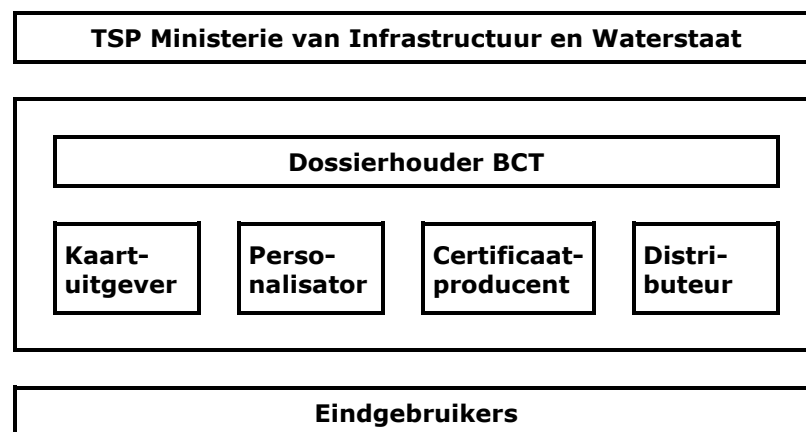 TSP Ministerie van Infrastructuur en Waterstaat
Dossierhouder BCT
Kaart-
uitgever
Perso-
nalisator
Certificaat-
producent
Distri-
buteur
Eindgebruikers